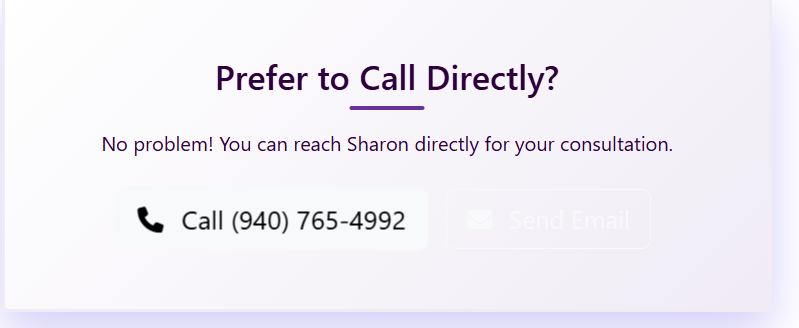 Prefer to Call Directly?
No problem! You can reach Sharon directly for your consultation.
Call (940) 765-4992
Send Email